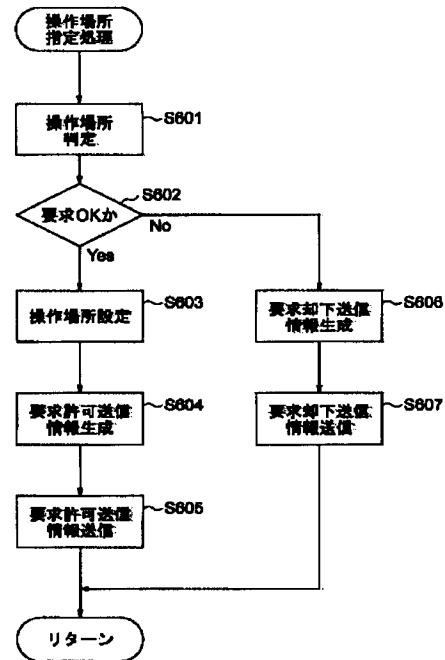 操作場所
指定処理
操作場所
判定
S601
要求OKか
S602
No
Yes
操作場所設定
S603
要求許可送信
情報生成
S604
要求許可送信
情報送信
S605
要求却下送信
情報生成
S606
要求却下送信
情報送信
S607
リターン